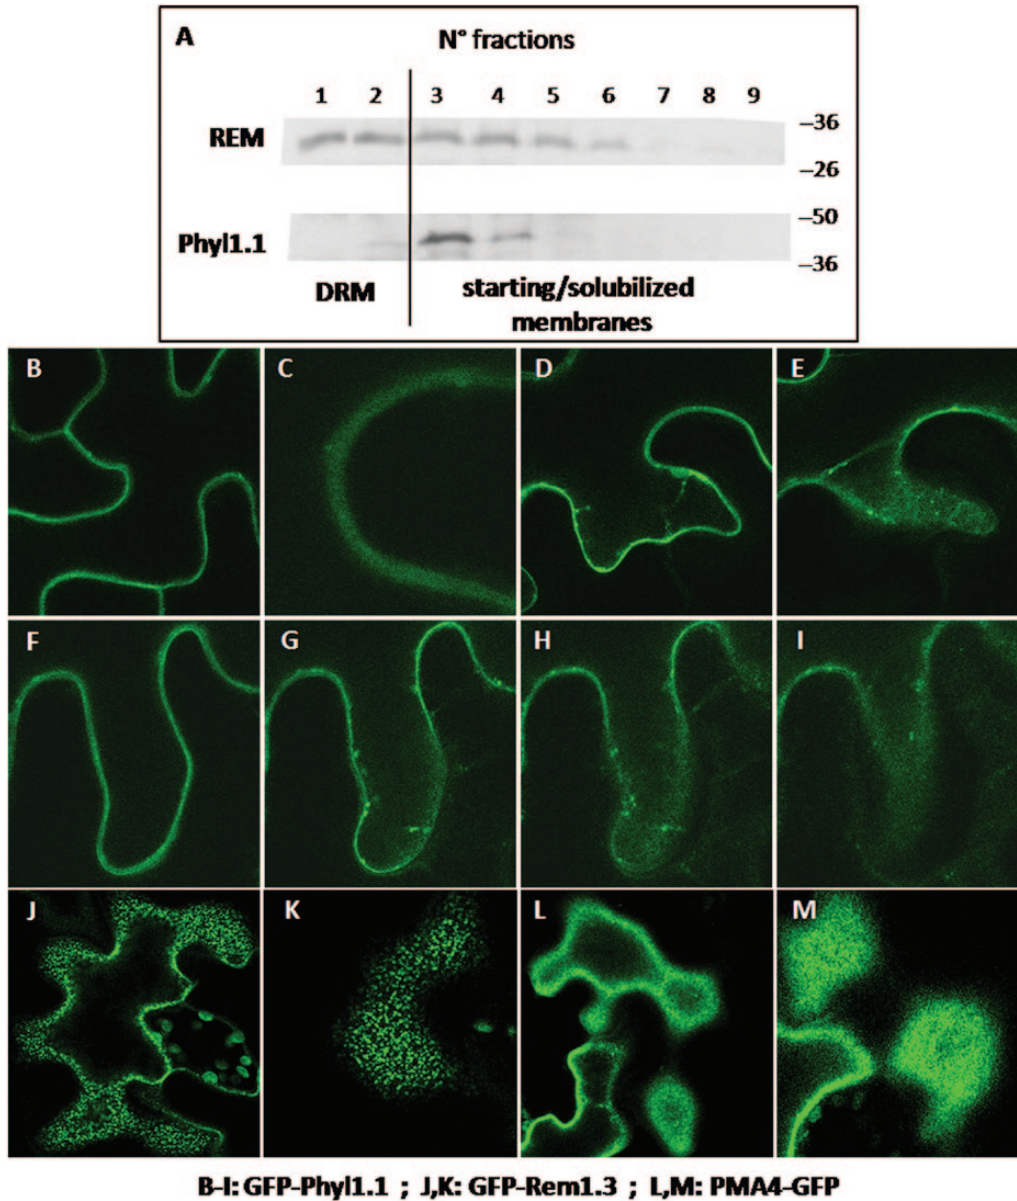 A
N° fractions
1 2 3 4 5 6 7 8 9
REM
–36
–26
Phyl1.1
–50
–36
DRM
starting/solubilized
membranes
B C D E
F G H I
J K L M
B-I: GFP-Phyl1.1 ; J,K: GFP-Rem1.3 ; L,M: PMA4-GFP